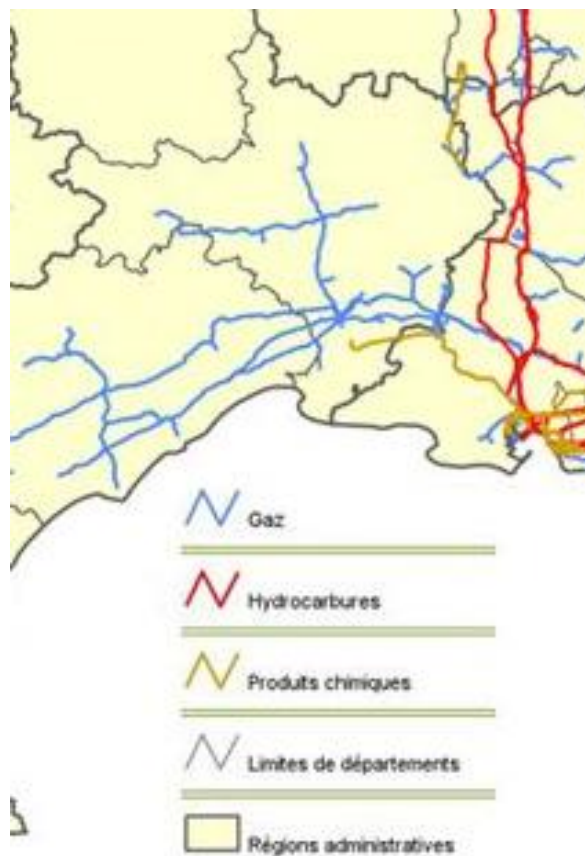 Gaz
Hydrocarbures
Produits chimiques
Limites de départements
Régions administratives